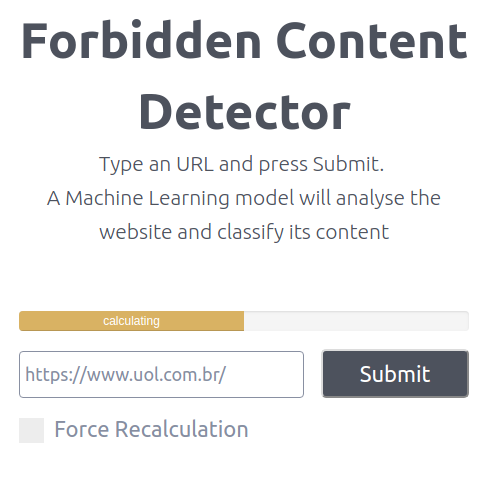 Forbidden Content
Detector
Type an URL and press Submit.
A Machine Learning model will analyse the
website and classify its content
calculating
https://www.uol.com.br/
Submit
Force Recalculation